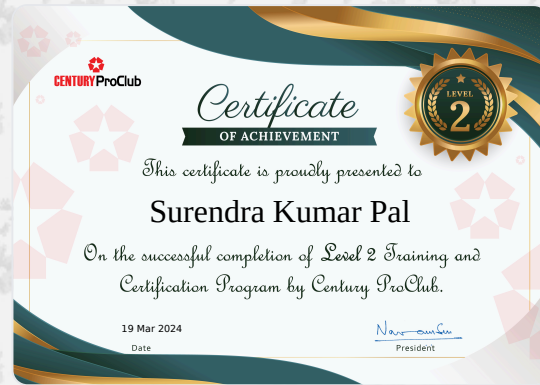 CENTURY ProClub
Certificate
OF ACHIEVEMENT
LEVEL
2
This certificate is proudly presented to
Surendra Kumar Pal
On the successful completion of Level 2 Training and
Certification Program by Century ProClub.
19 Mar 2024
Date
President